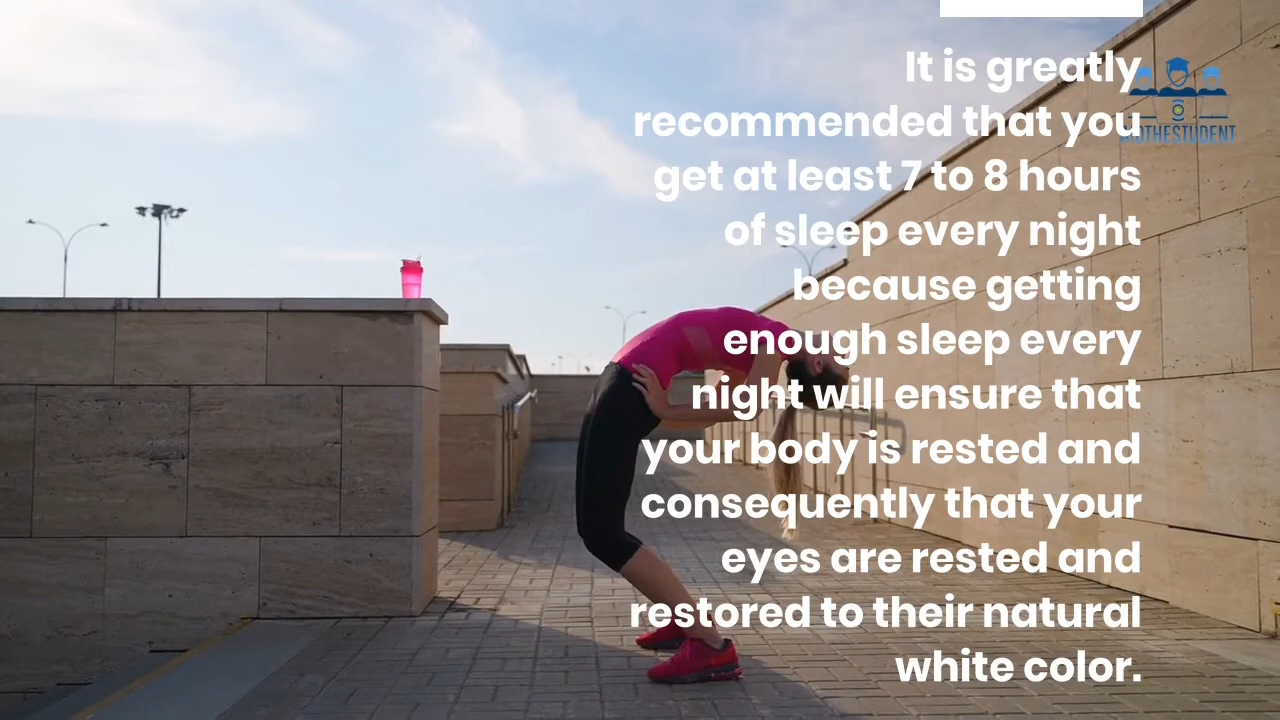 It is greatly
recommended that you
get at least 7 to 8 hours
of sleep every night
because getting
enough sleep every
night will ensure that
your body is rested and
consequently that your
eyes are rested and
restored to their natural
white color.